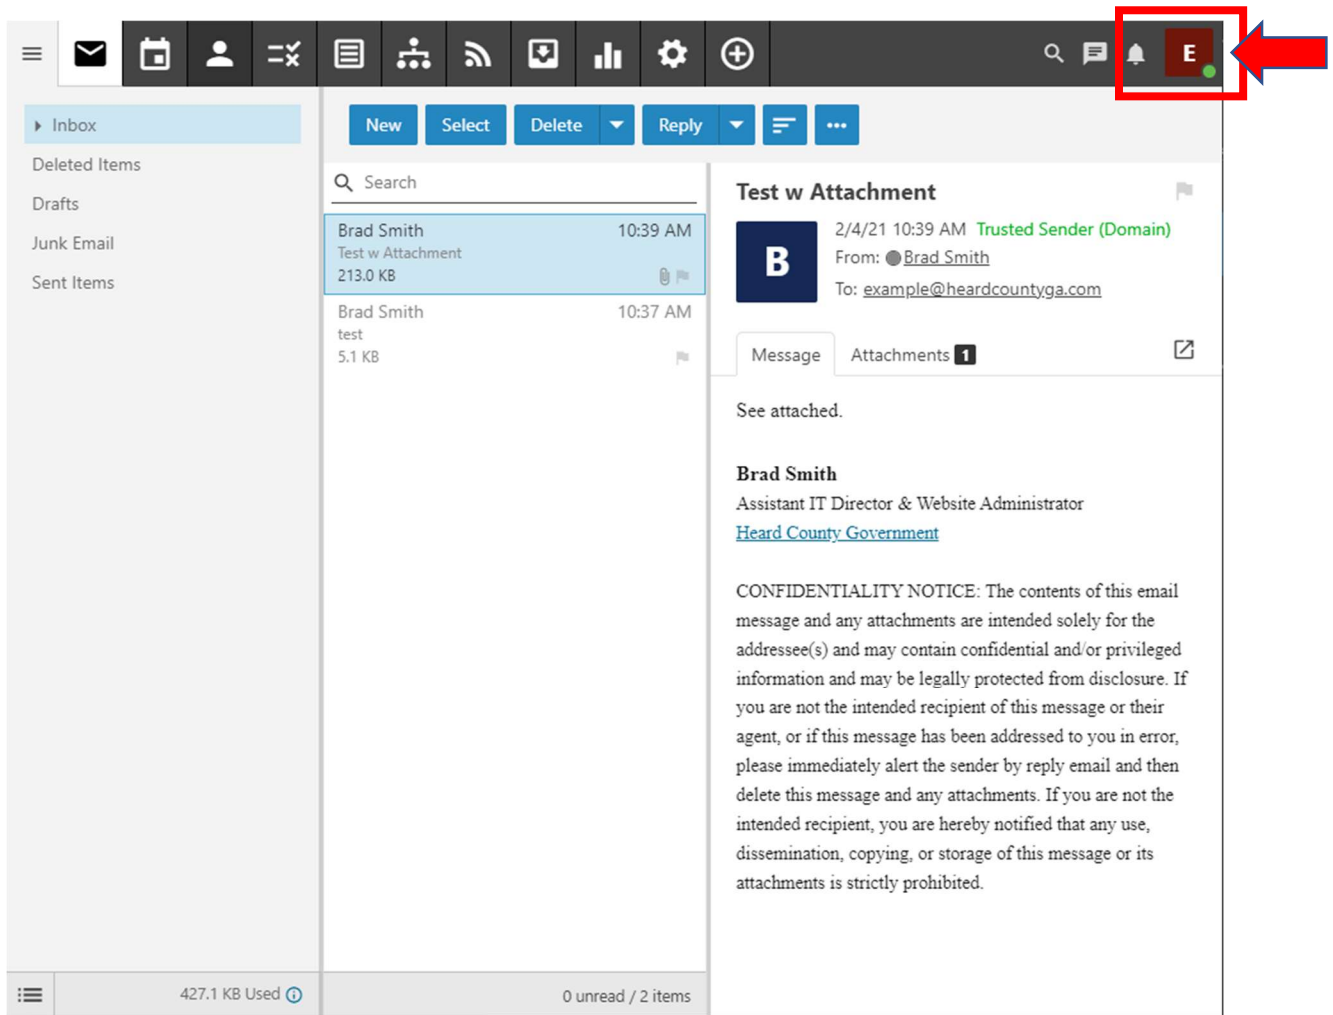 E
Inbox
Deleted Items
Drafts
Junk Email
Sent Items
427.1 KB Used
New Select Delete Reply
Search
Brad Smith 10:39 AM
Test w Attachment
213.0 KB
Brad Smith 10:37 AM
test
5.1 KB
0 unread / 2 items
Test w Attachment
B
2/4/21 10:39 AM Trusted Sender (Domain)
From: Brad Smith
To: example@heardcountyga.com
Message Attachments 1
See attached.
Brad Smith
Assistant IT Director & Website Administrator
Heard County Government
CONFIDENTIALITY NOTICE: The contents of this email
message and any attachments are intended solely for the
addressee(s) and may contain confidential and/or privileged
information and may be legally protected from disclosure. If
you are not the intended recipient of this message or their
agent, or if this message has been addressed to you in error,
please immediately alert the sender by reply email and then
delete this message and any attachments. If you are not the
intended recipient, you are hereby notified that any use,
dissemination, copying, or storage of this message or its
attachments is strictly prohibited.